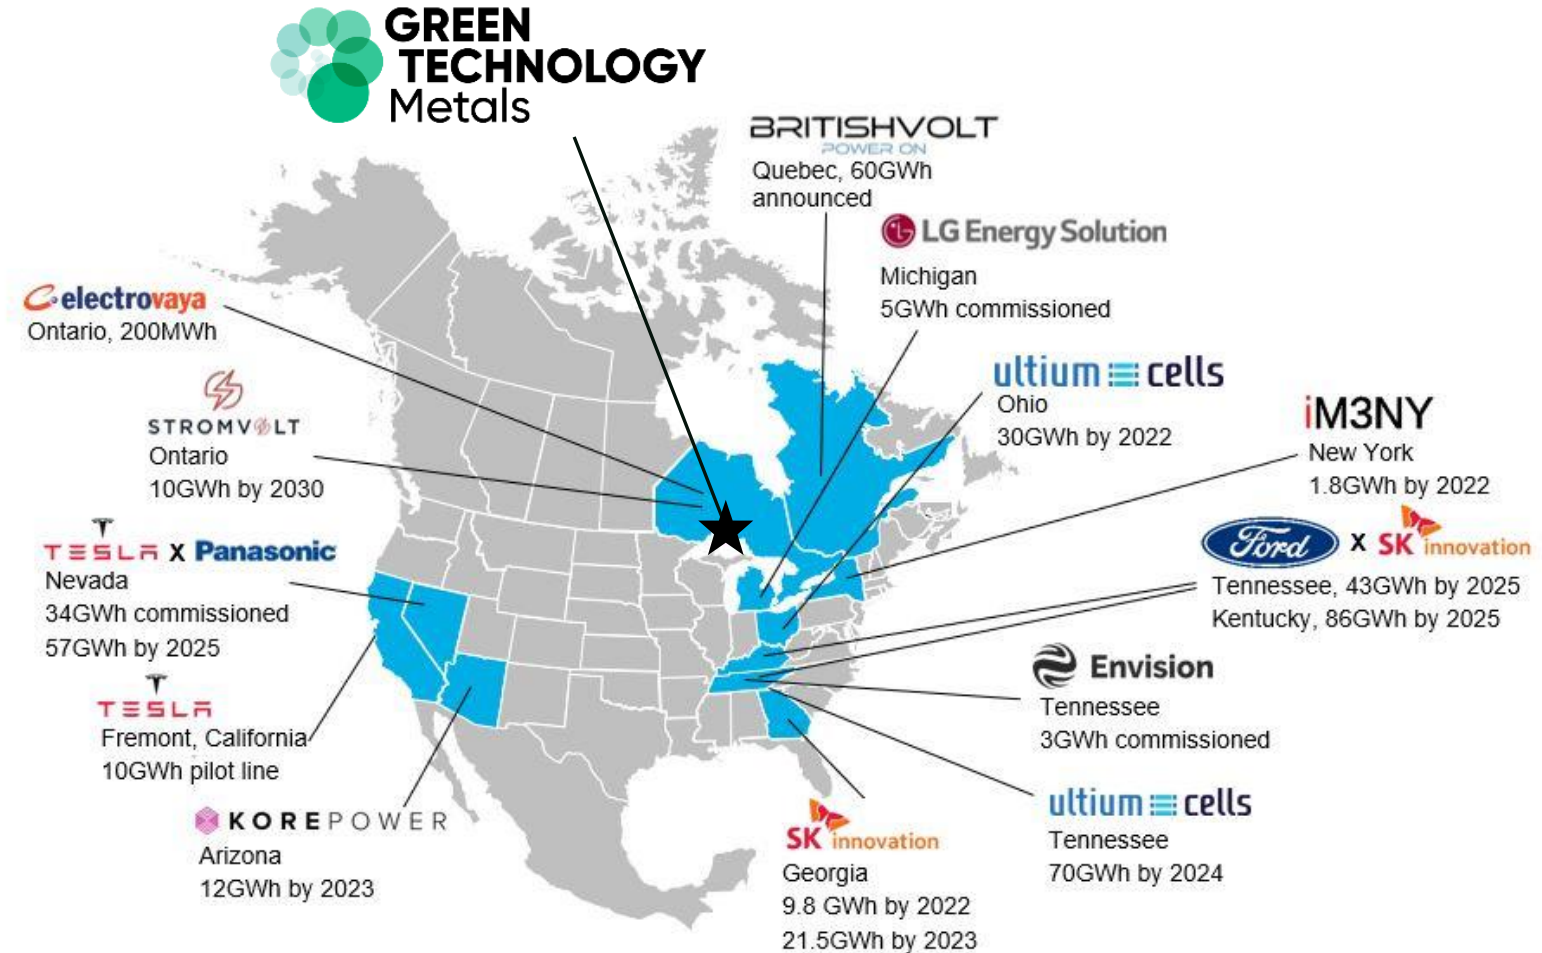 GREEN
TECHNOLOGY
Metals
BRITISHVOLT
POWER ON
Quebec, 60GWh
announced
LG Energy Solution
Michigan
5GWh commissioned
electrovaya
Ontario, 200MWh
ultium cells
Ohio
30GWh by 2022
STROMVOLT
Ontario
10GWh by 2030
iM3NY
New York
1.8GWh by 2022
TESLA X Panasonic
Nevada
34GWh commissioned
57GWh by 2025
Ford X SK innovation
Tennessee, 43GWh by 2025
Kentucky, 86GWh by 2025
Envision
Tennessee
3GWh commissioned
TESLA
Fremont, California
10GWh pilot line
ultium cells
Tennessee
70GWh by 2024
KOREPOWER
Arizona
12GWh by 2023
SK innovation
Georgia
9.8 GWh by 2022
21.5GWh by 2023